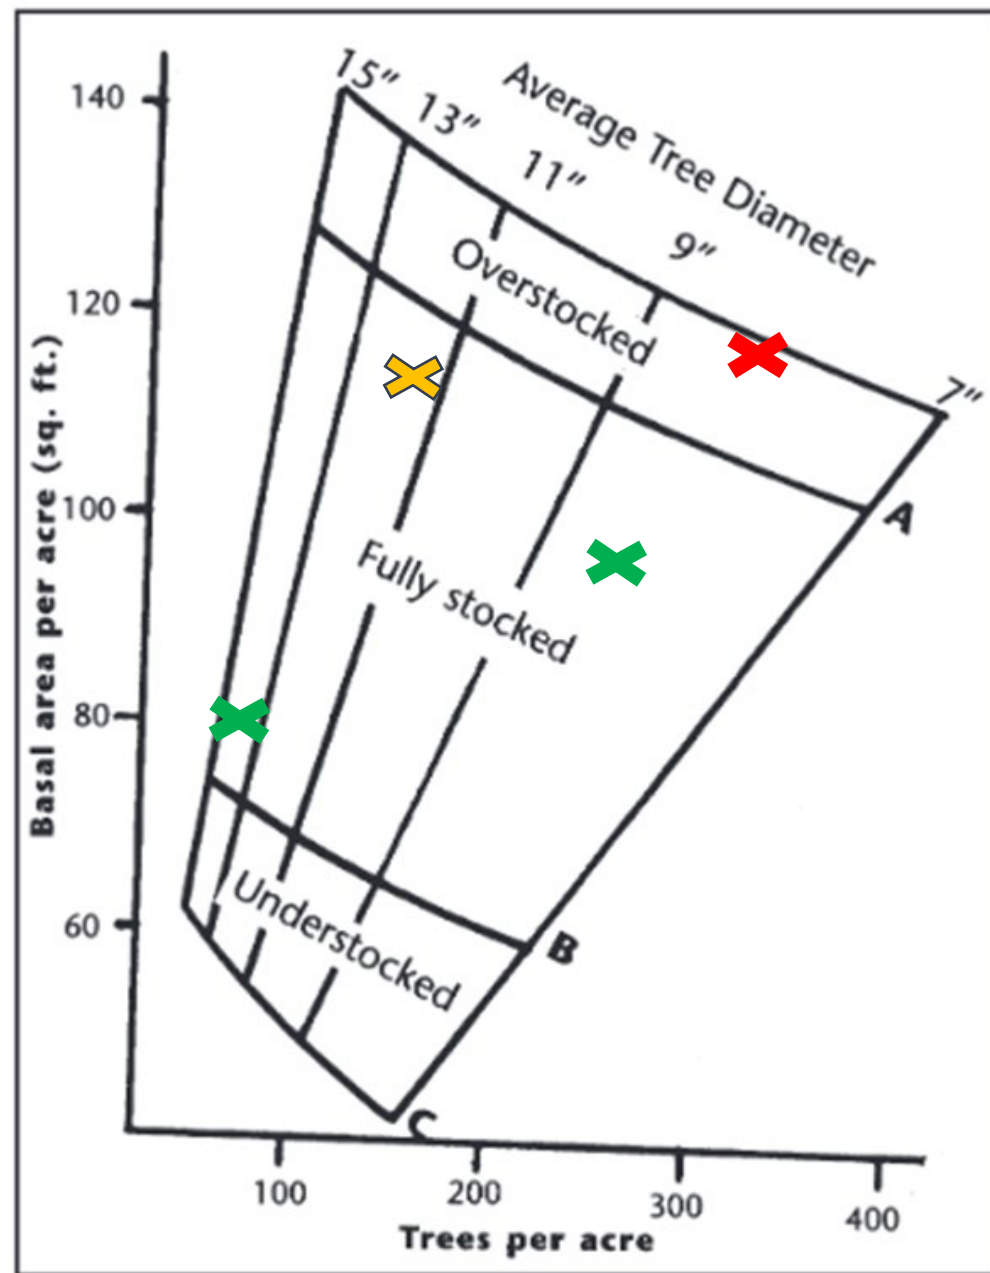 Average Tree Diameter
15″
13″
11″
9″
7″
140
120
100
80
60
Basal area per acre (sq. ft.)
Overstocked
Fully stocked
Understocked
A
B
C
100
200
300
400
Trees per acre